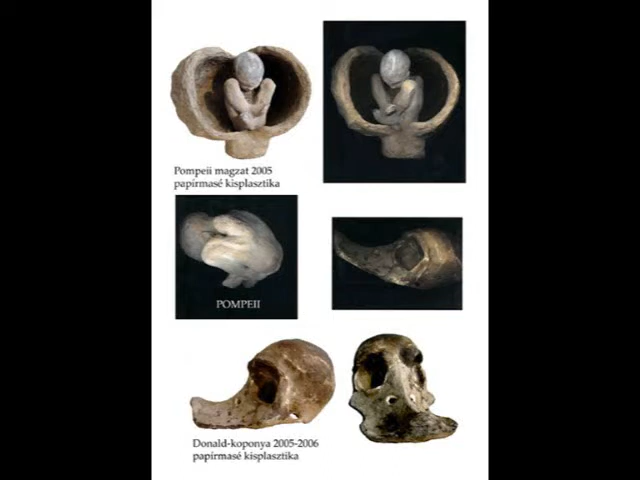 Pompeii magzat 2005
papírmasé kisplasztika
POMPEII
Donald-koponya 2005-2006
papírmasé kisplasztika